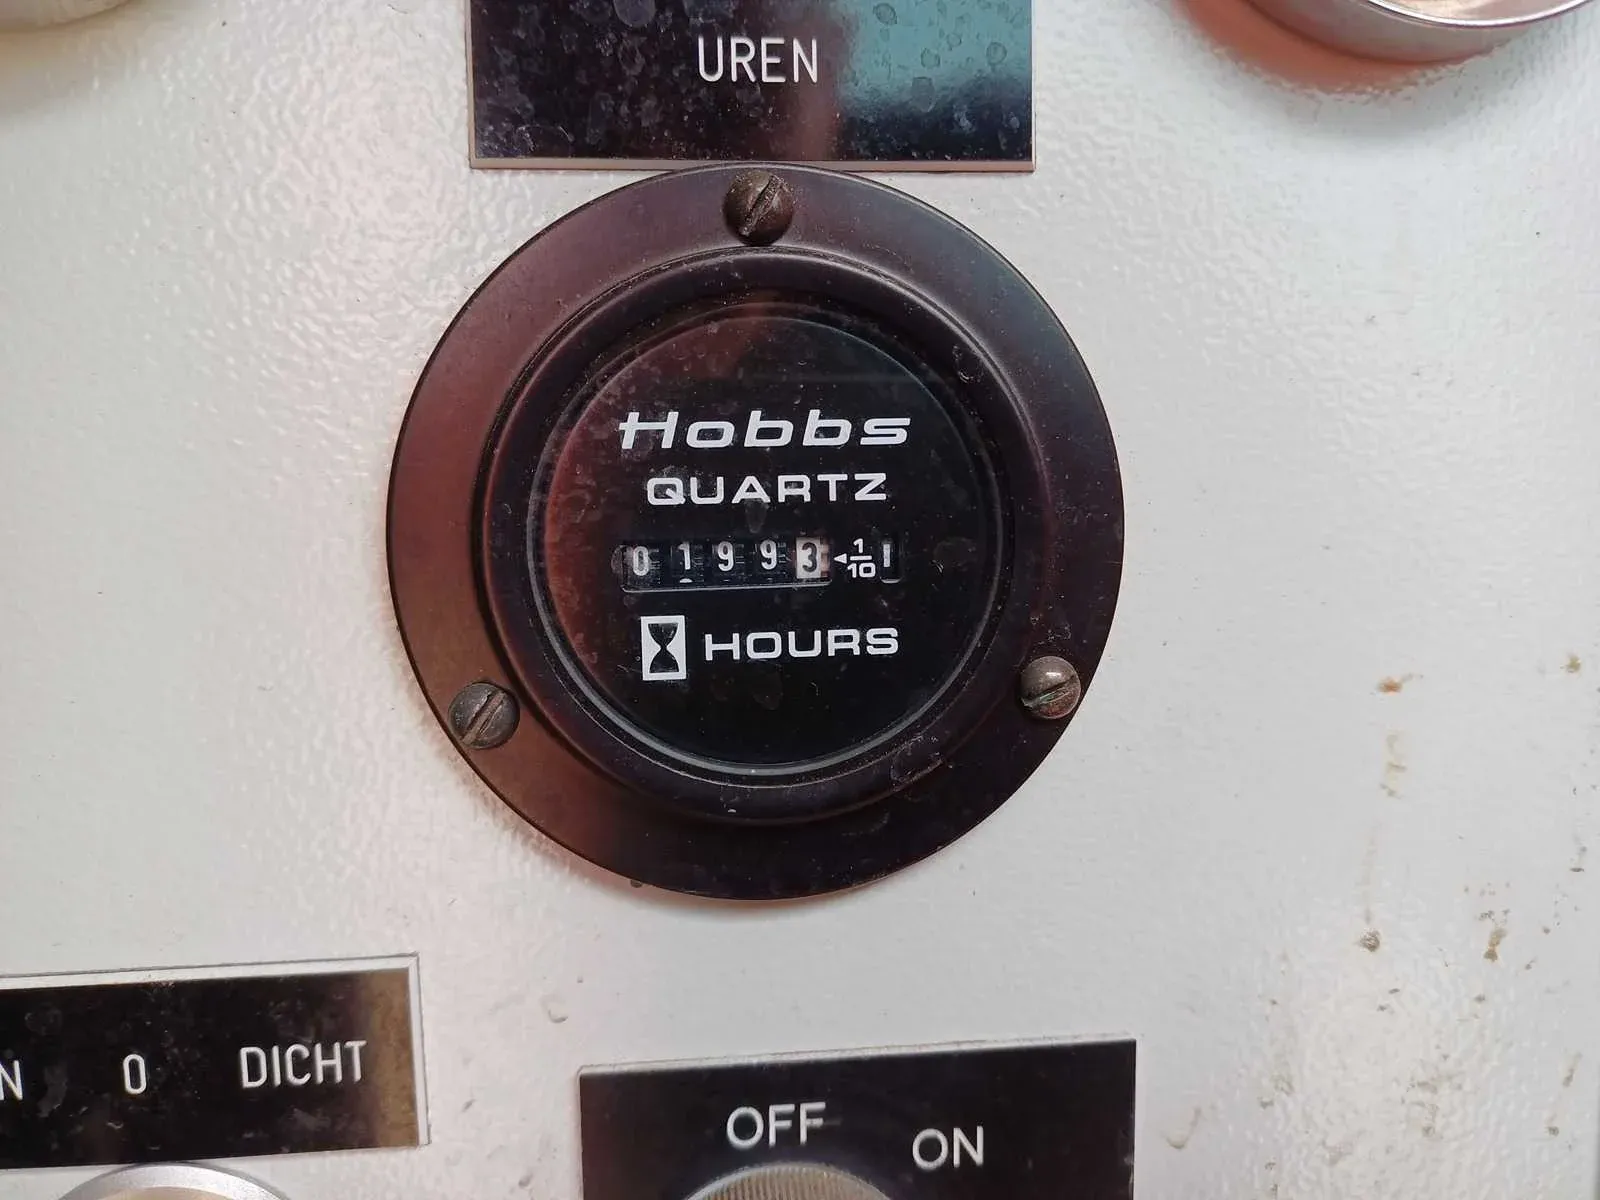 UREN
Hobbs
QUARTZ
01993 1/10
HOURS
N 0 DICHT
OFF ON